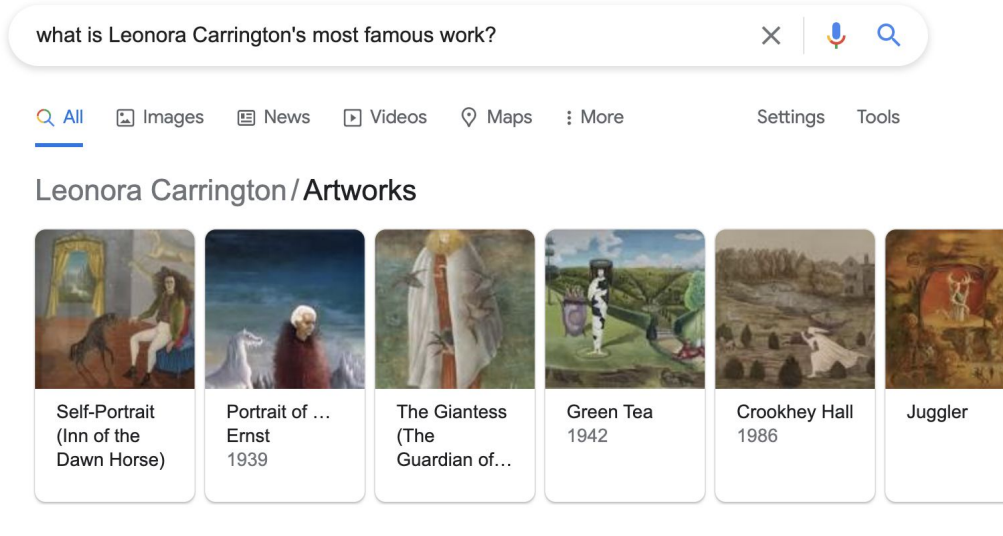 what is Leonora Carrington's most famous work?
All Images News Videos Maps More Settings Tools
Leonora Carrington/Artworks
Self-Portrait
(Inn of the
Dawn Horse)
Portrait of ...
Ernst
1939
The Giantess
(The
Guardian of...
Green Tea
1942
Crookhey Hall
1986
Juggler